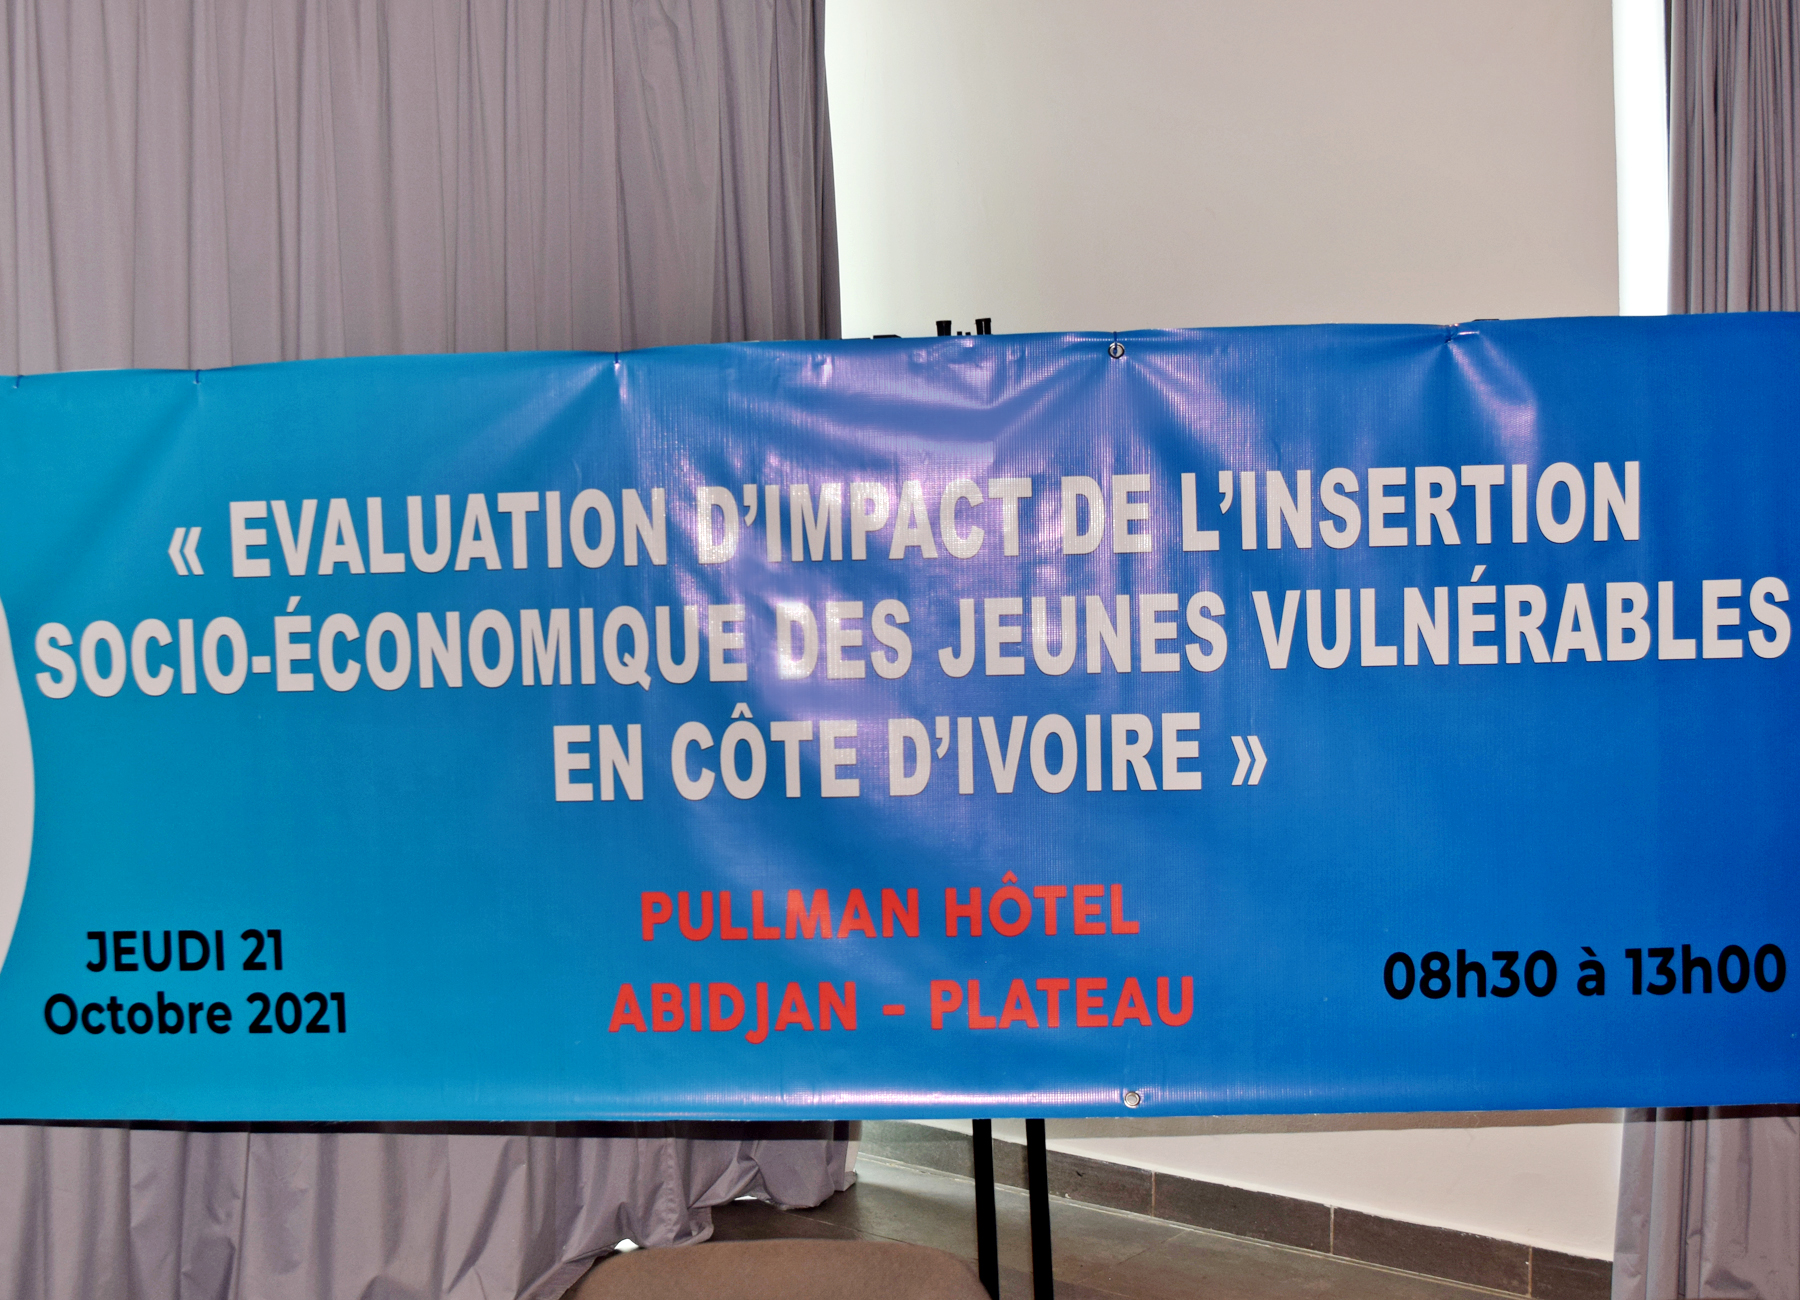 « EVALUATION D’IMPACT DE L’INSERTION
SOCIO-ÉCONOMIQUE DES JEUNES VULNÉRABLES
EN CÔTE D’IVOIRE »
PULLMAN HÔTEL
ABIDJAN - PLATEAU
JEUDI 21
Octobre 2021
08h30 à 13h00